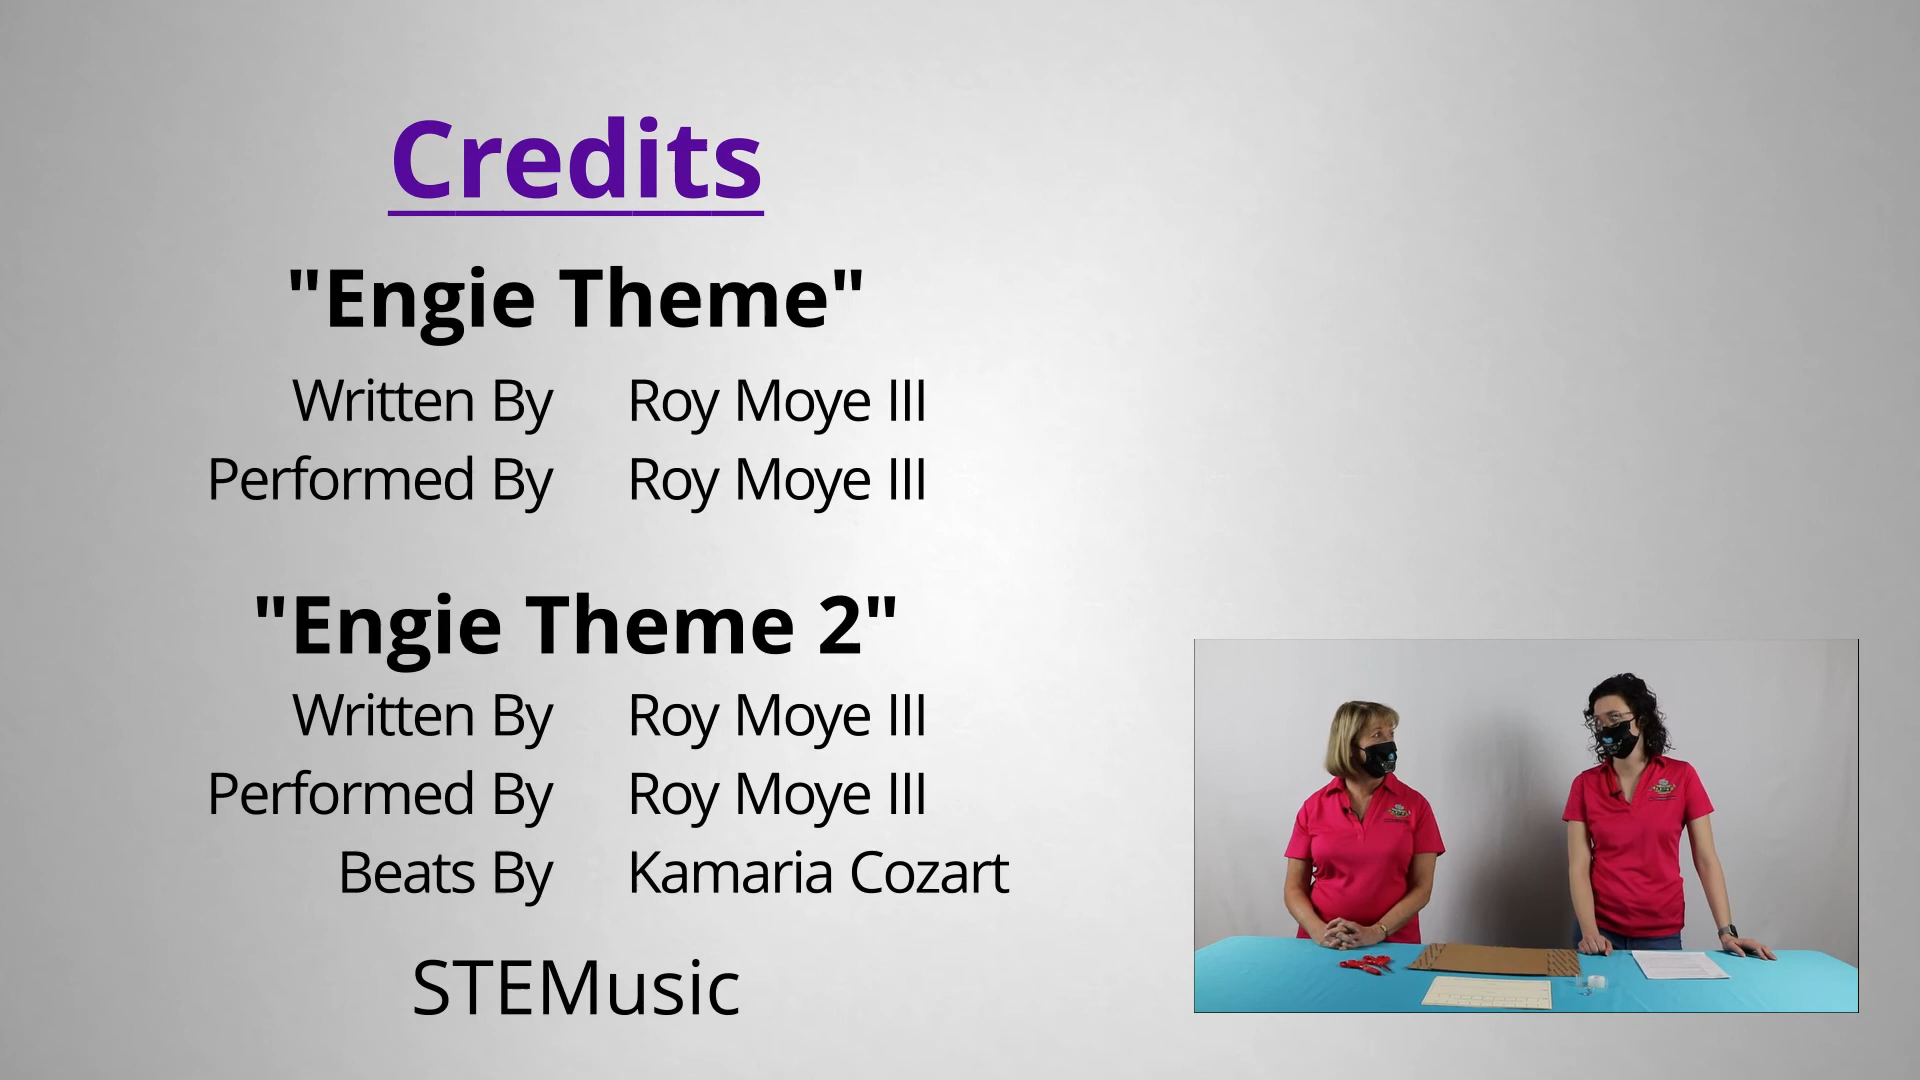 Credits
"Engie Theme"
Written By Roy Moye III
Performed By Roy Moye III
"Engie Theme 2"
Written By Roy Moye III
Performed By Roy Moye III
Beats By Kamaria Cozart
STEMusic